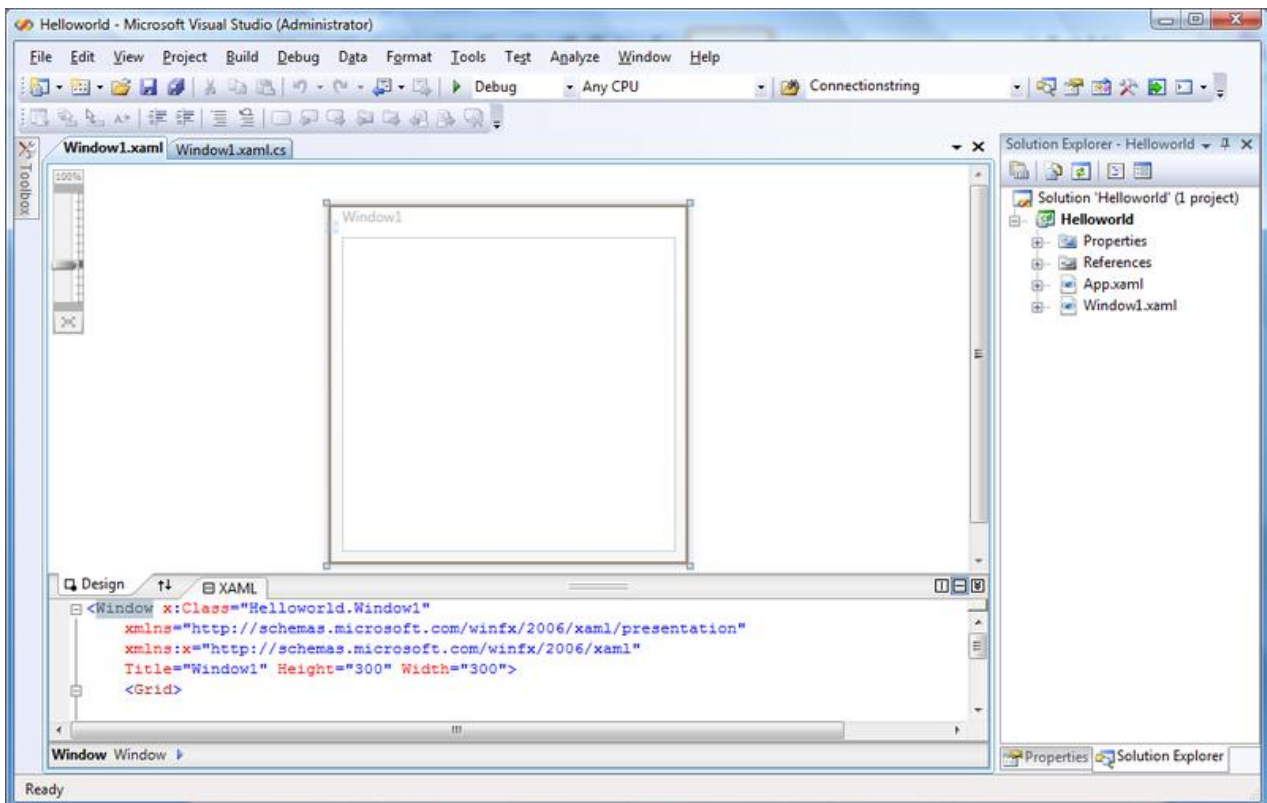 Helloworld - Microsoft Visual Studio (Administrator)
File Edit View Project Build Debug Data Format Tools Test Analyze Window Help
Debug Any CPU Connectionstring
Toolbox
Window1.xaml Window1.xaml.cs
100%
Window1
Solution Explorer - Helloworld
Solution 'Helloworld' (1 project)
Helloworld
Properties
References
App.xaml
Window1.xaml
Design XAML
<Window x:Class="Helloworld.Window1"
xmlns="http://schemas.microsoft.com/winfx/2006/xaml/presentation"
xmlns:x="http://schemas.microsoft.com/winfx/2006/xaml"
Title="Window1" Height="300" Width="300">
<Grid>
Window Window
Properties Solution Explorer
Ready